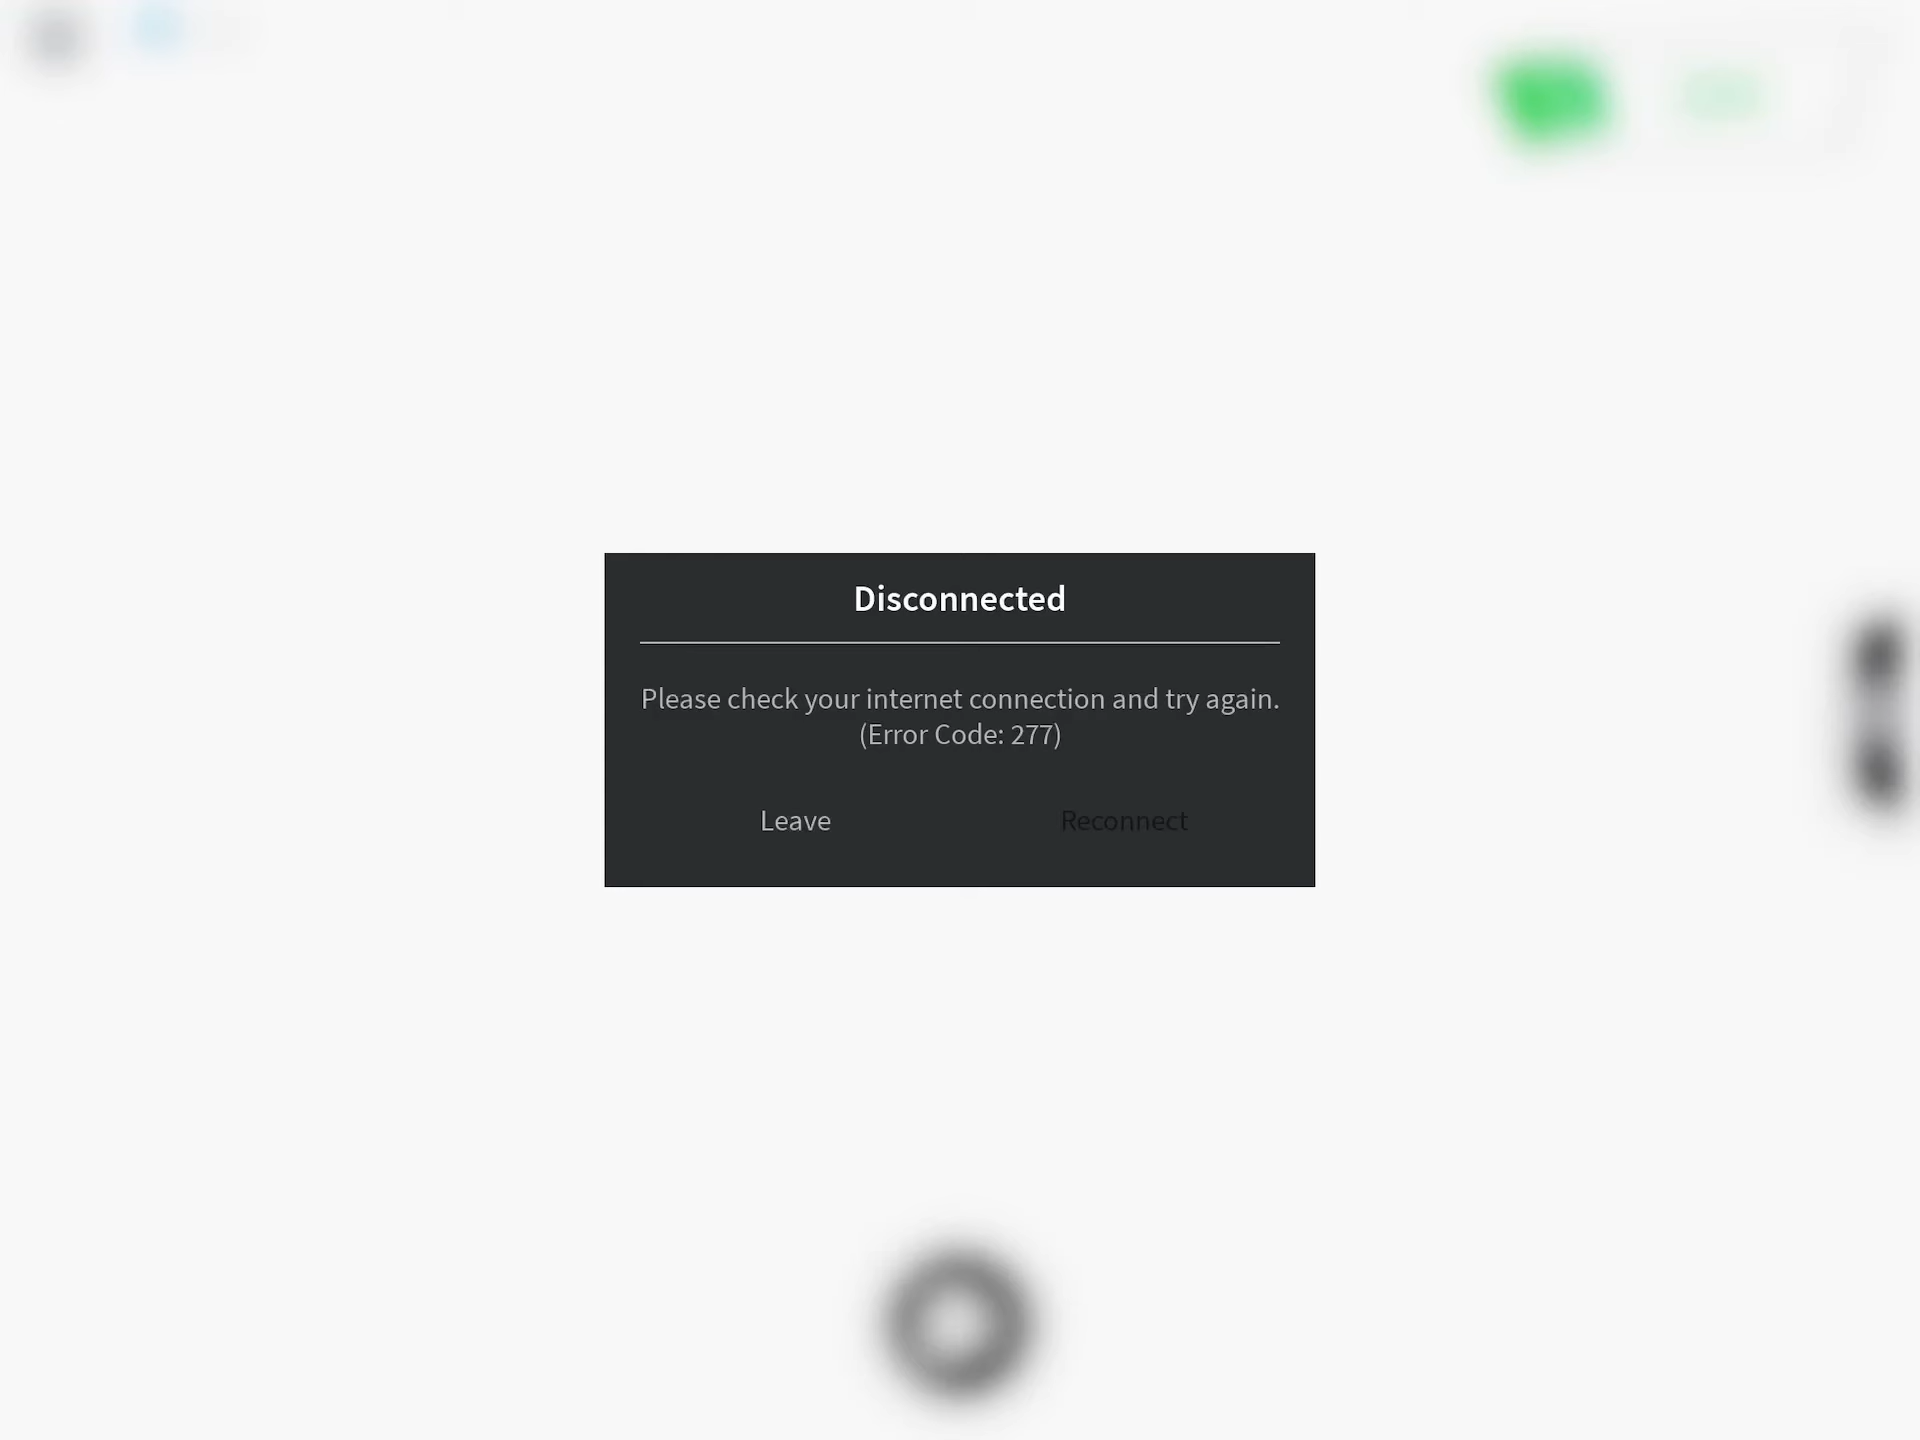 Disconnected
Please check your internet connection and try again.
(Error Code: 277)
Leave
Reconnect